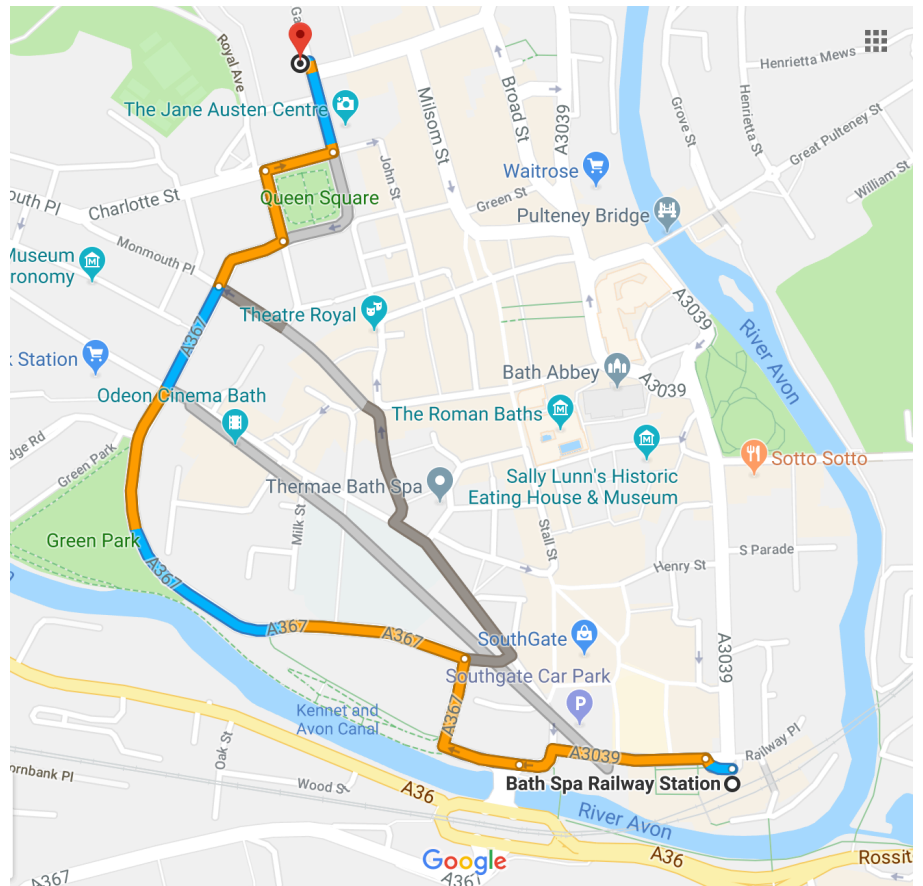 Ga
Royal Ave
Henrietta Mews
Henrietta St
Grove St
Great Pulteney St
William St
The Jane Austen Centre
Milsom St
Broad St
A3039
John St
Waitrose
Queen Square
Charlotte St
outh Pl
Green St
Pulteney Bridge
Monmouth Pl
Museum
ronomy
Theatre Royal
A3039
River Avon
A367
k Station
Bath Abbey
A3039
Odeon Cinema Bath
The Roman Baths
dge Rd
Green Park
Sally Lunn's Historic
Eating House & Museum
Sotto Sotto
Thermae Bath Spa
Milk St
Stall St
Green Park
S Parade
Henry St
A367
A367
A367
SouthGate
A3039
Southgate Car Park
P
Kennet and
Avon Canal
A367
Oak St
A3039
Railway Pl
Bath Spa Railway Station
ornbank Pl
Wood St
A36
River Avon
Google
A36
Rossit
A367
A367